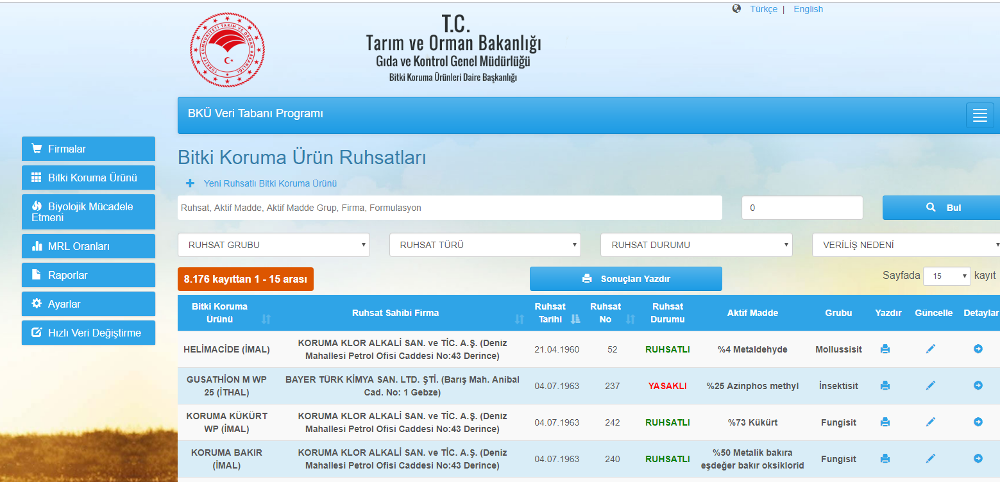 Türkçe | English
TÜRKİYE CUMHURİYETİ TARIM VE ORMAN BAKANLIĞI
T.C.
Tarım ve Orman Bakanlığı
Gıda ve Kontrol Genel Müdürlüğü
Bitki Koruma Ürünleri Daire Başkanlığı
BKÜ Veri Tabanı Programı
Firmalar
Bitki Koruma Ürünü
Biyolojik Mücadele
Etmeni
MRL Oranları
Raporlar
Ayarlar
Hızlı Veri Değiştirme
Bitki Koruma Ürün Ruhsatları
Yeni Ruhsatlı Bitki Koruma Ürünü
Ruhsat, Aktif Madde, Aktif Madde Grup, Firma, Formulasyon 0 Bul
RUHSAT GRUBU RUHSAT TÜRÜ RUHSAT DURUMU VERİLİŞ NEDENİ
8.176 kayıttan 1 - 15 arası Sonuçları Yazdır Sayfada 15 kayıt
Bitki Koruma
Ürünü
Ruhsat Sahibi Firma
Ruhsat
Tarihi
Ruhsat
No
Ruhsat
Durumu
Aktif Madde
Grubu
Yazdır
Güncelle
Detaylar
HELİMACİDE (İMAL)
KORUMA KLOR ALKALİ SAN. ve TİC. A.Ş. (Deniz
Mahallesi Petrol Ofisi Caddesi No:43 Derince)
21.04.1960
52
RUHSATLI
%4 Metaldehyde
Mollussisit
GUSATHİON M WP
25 (İTHAL)
BAYER TÜRK KİMYA SAN. LTD. ŞTİ. (Barış Mah. Anibal
Cad. No: 1 Gebze)
04.07.1963
237
YASAKLI
%25 Azinphos methyl
İnsektisit
KORUMA KÜKÜRT
WP (İMAL)
KORUMA KLOR ALKALİ SAN. ve TİC. A.Ş. (Deniz
Mahallesi Petrol Ofisi Caddesi No:43 Derince)
04.07.1963
242
RUHSATLI
%73 Kükürt
Fungisit
KORUMA BAKIR
(İMAL)
KORUMA KLOR ALKALİ SAN. ve TİC. A.Ş. (Deniz
Mahallesi Petrol Ofisi Caddesi No:43 Derince)
04.07.1963
240
RUHSATLI
%50 Metalik bakıra
eşdeğer bakır oksiklorid
Fungisit